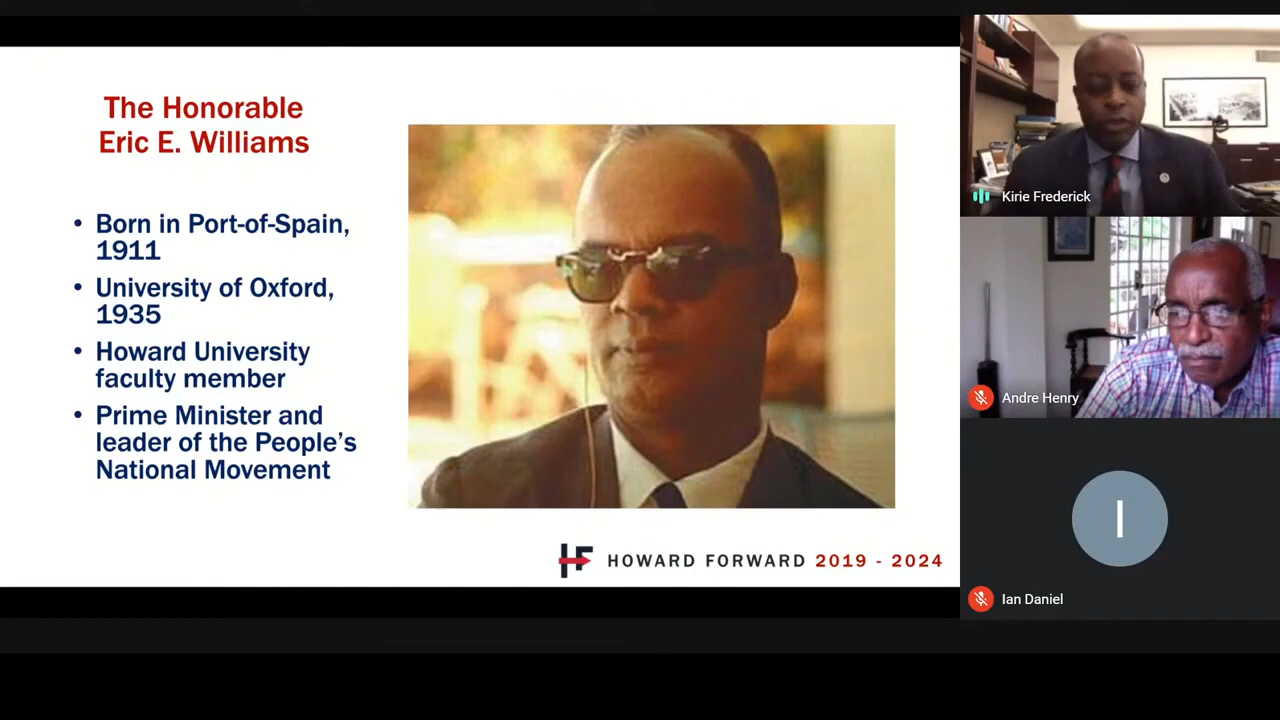 The Honorable
Eric E. Williams
• Born in Port-of-Spain,
1911
• University of Oxford,
1935
• Howard University
faculty member
• Prime Minister and
leader of the People’s
National Movement
HF HOWARD FORWARD 2019 - 2024
Kirie Frederick
Andre Henry
I
Ian Daniel